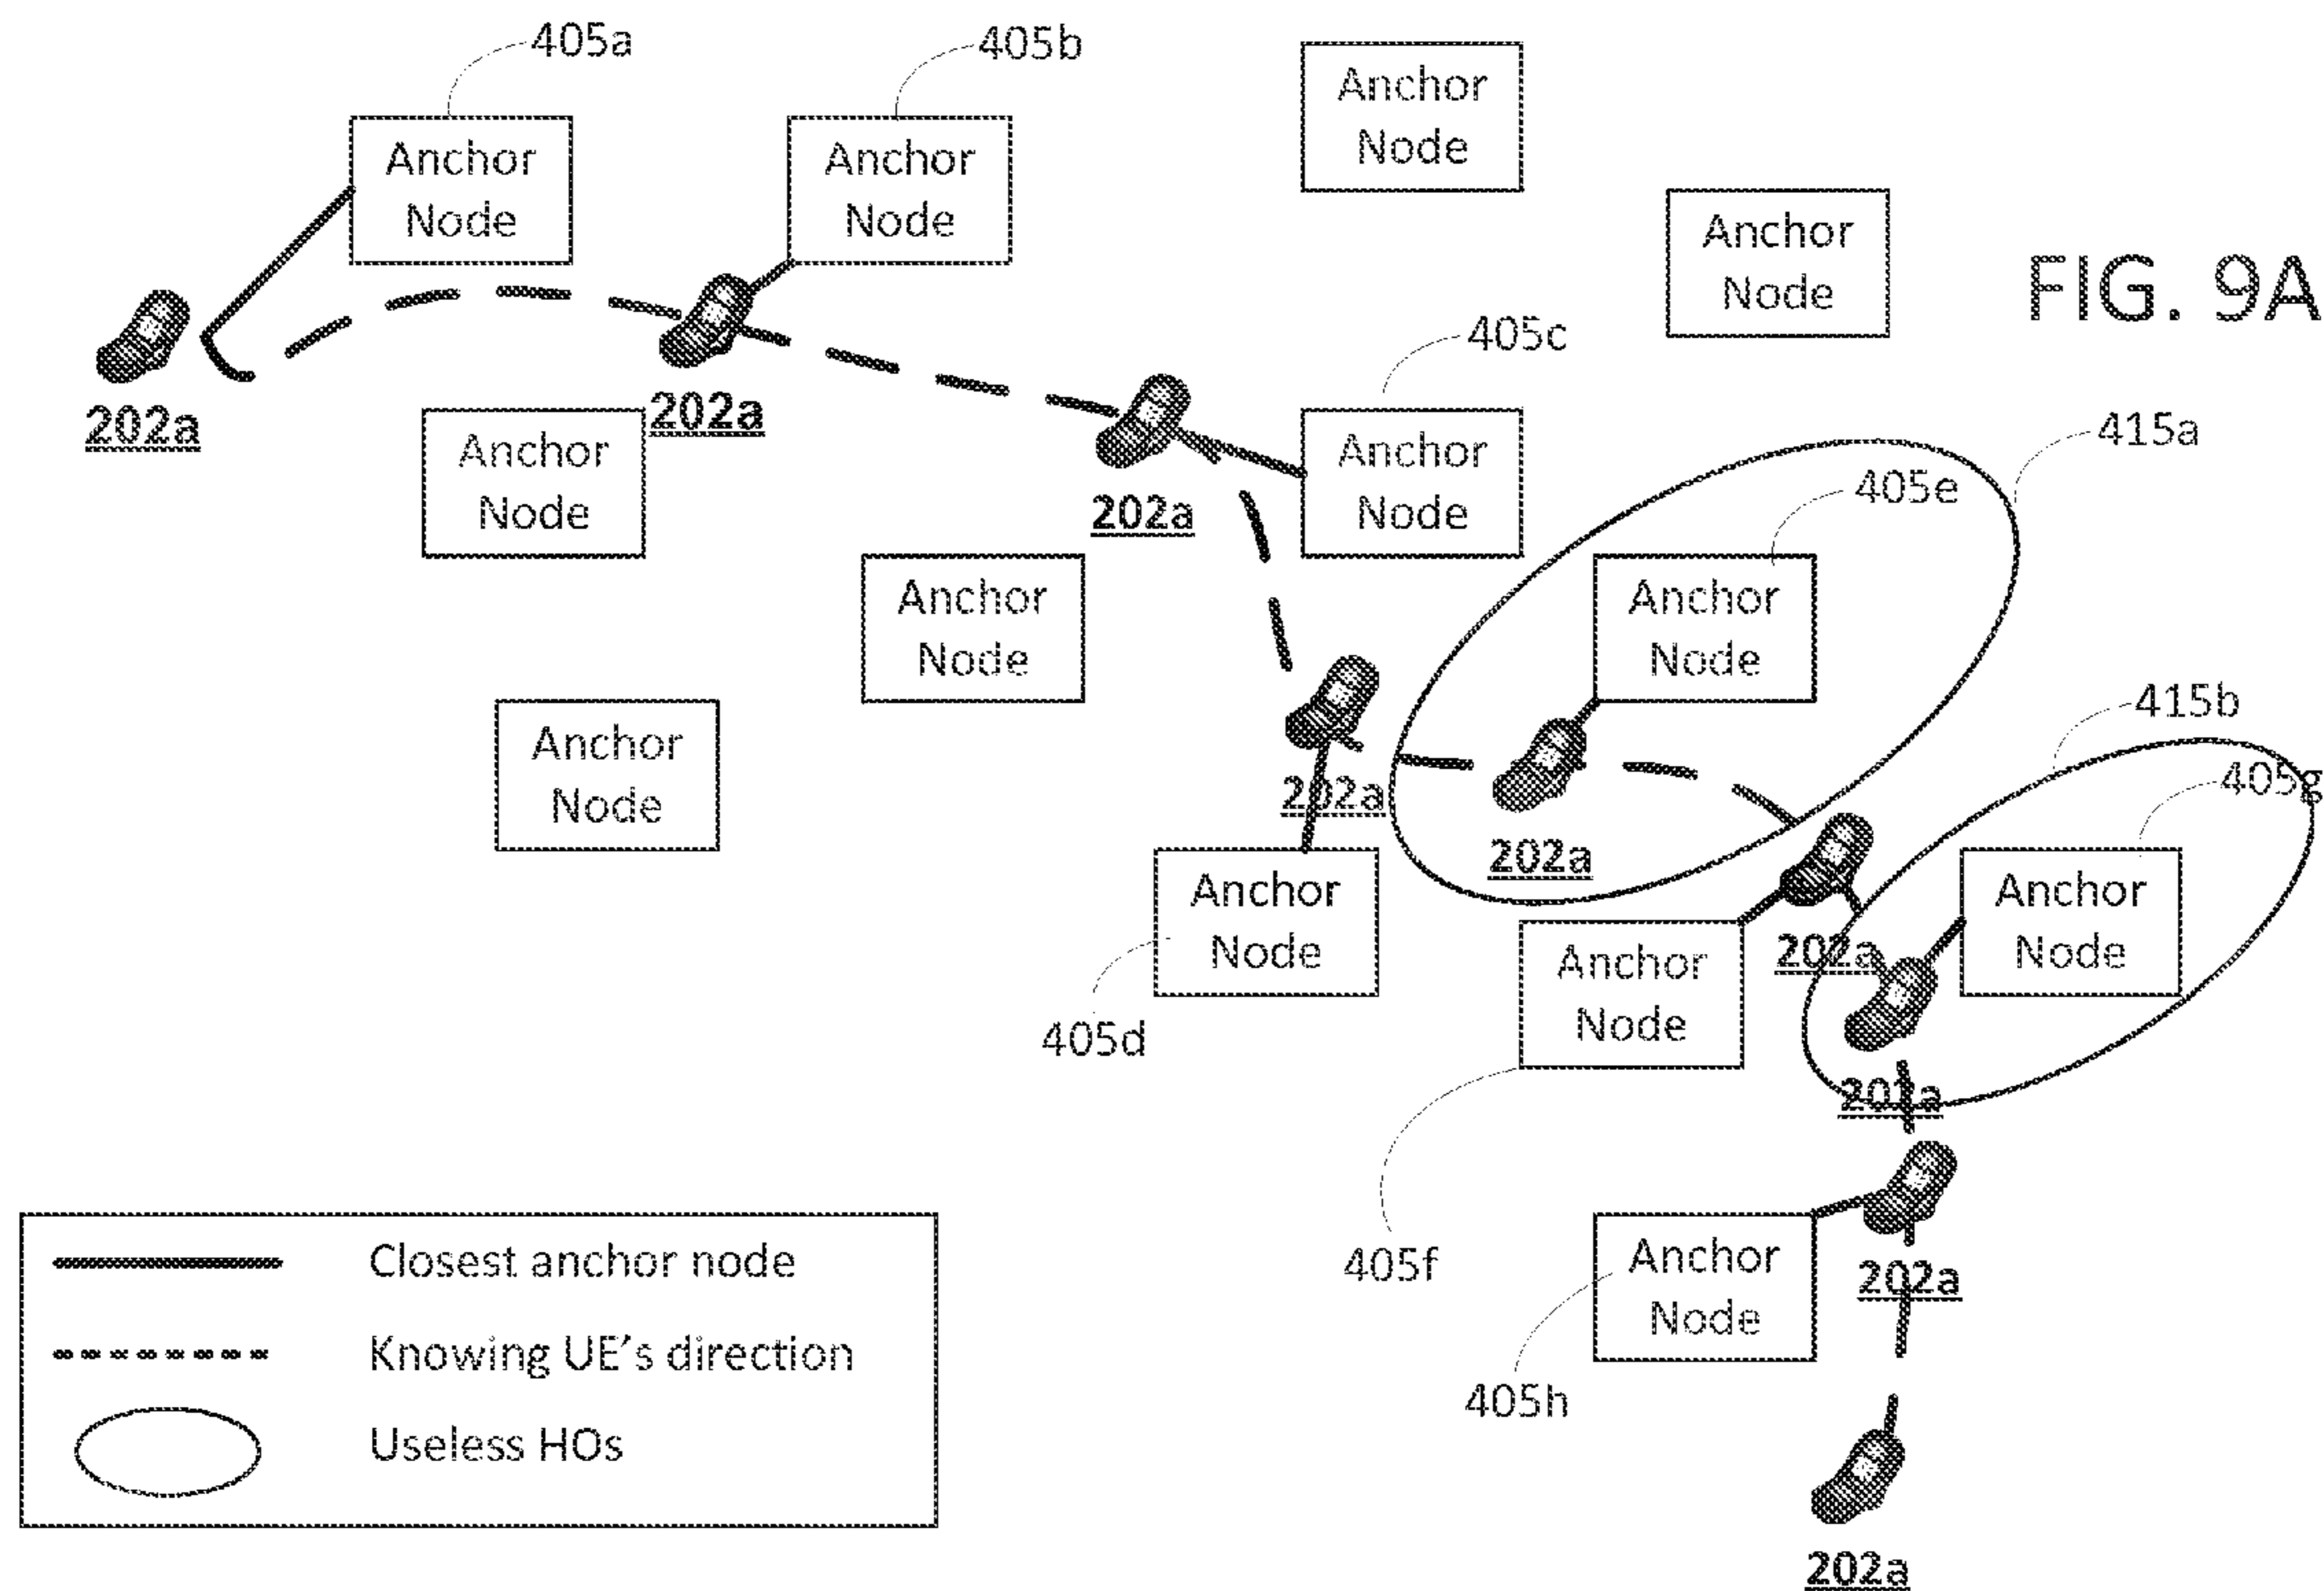 405a
405b
Anchor
Node
Anchor
Node
Anchor
Node
Anchor
Node
FIG. 9A
405c
202a
202a
Anchor
Node
202a
Anchor
Node
415a
405e
Anchor
Node
Anchor
Node
415b
405g
Anchor
Node
202a
202a
Anchor
Node
Anchor
Node
202a
Anchor
Node
405d
202a
405f
Anchor
Node
202a
405h
202a
Closest anchor node
Knowing UE's direction
Useless HOs